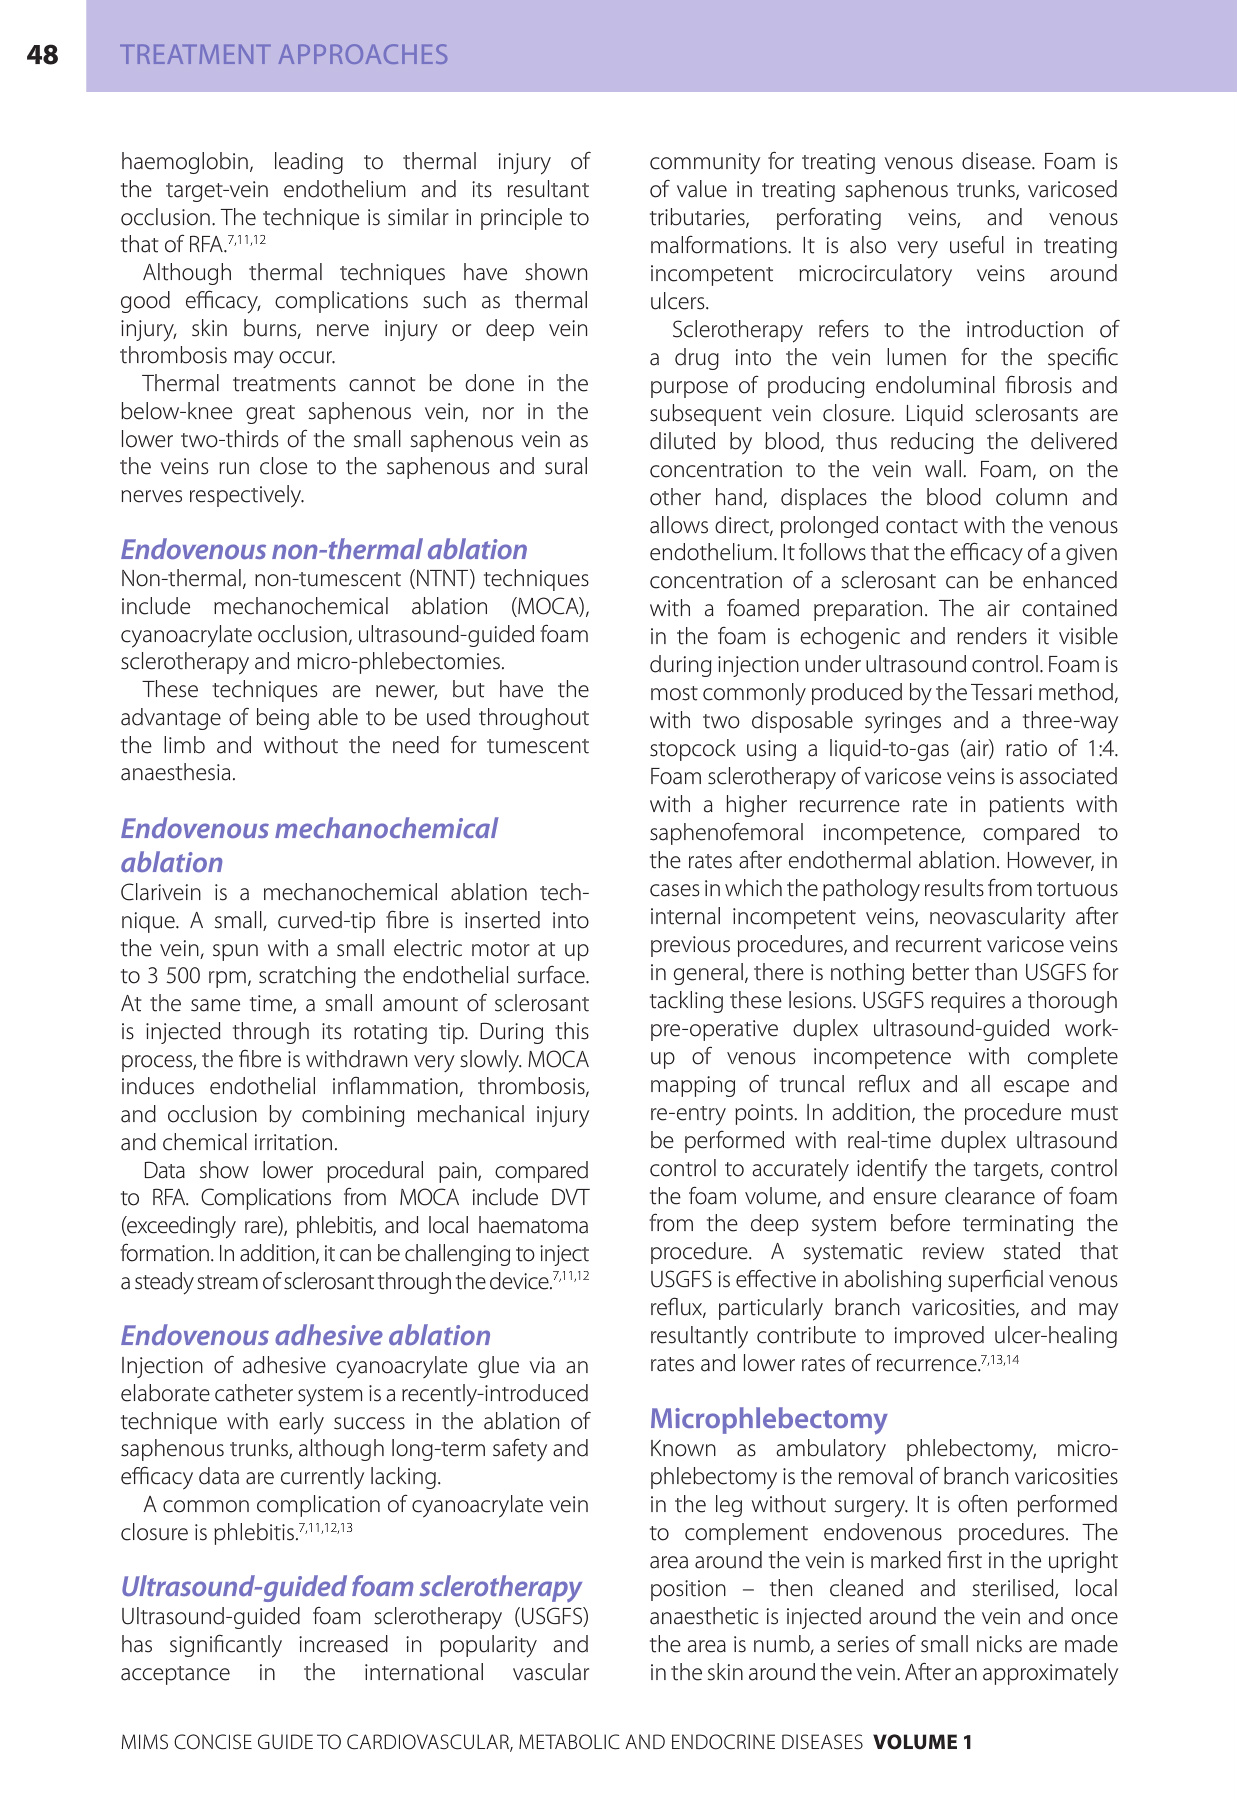 48
TREATMENT APPROACHES
haemoglobin, leading to thermal injury of
the target-vein endothelium and its resultant
occlusion. The technique is similar in principle to
that of RFA.7,11,12
Although thermal techniques have shown
good efficacy, complications such as thermal
injury, skin burns, nerve injury or deep vein
thrombosis may occur.
Thermal treatments cannot be done in the
below-knee great saphenous vein, nor in the
lower two-thirds of the small saphenous vein as
the veins run close to the saphenous and sural
nerves respectively.
Endovenous non-thermal ablation
Non-thermal, non-tumescent (NTNT) techniques
include mechanochemical ablation (MOCA),
cyanoacrylate occlusion, ultrasound-guided foam
sclerotherapy and micro-phlebectomies.
These techniques are newer, but have the
advantage of being able to be used throughout
the limb and without the need for tumescent
anaesthesia.
Endovenous mechanochemical
ablation
Clarivein is a mechanochemical ablation tech-
nique. A small, curved-tip fibre is inserted into
the vein, spun with a small electric motor at up
to 3 500 rpm, scratching the endothelial surface.
At the same time, a small amount of sclerosant
is injected through its rotating tip. During this
process, the fibre is withdrawn very slowly. MOCA
induces endothelial inflammation, thrombosis,
and occlusion by combining mechanical injury
and chemical irritation.
Data show lower procedural pain, compared
to RFA. Complications from MOCA include DVT
(exceedingly rare), phlebitis, and local haematoma
formation. In addition, it can be challenging to inject
a steady stream of sclerosant through the device.7,11,12
Endovenous adhesive ablation
Injection of adhesive cyanoacrylate glue via an
elaborate catheter system is a recently-introduced
technique with early success in the ablation of
saphenous trunks, although long-term safety and
efficacy data are currently lacking.
A common complication of cyanoacrylate vein
closure is phlebitis.7,11,12,13
Ultrasound-guided foam sclerotherapy
Ultrasound-guided foam sclerotherapy (USGFS)
has significantly increased in popularity and
acceptance in the international vascular
community for treating venous disease. Foam is
of value in treating saphenous trunks, varicosed
tributaries, perforating veins, and venous
malformations. It is also very useful in treating
incompetent microcirculatory veins around
ulcers.
Sclerotherapy refers to the introduction of
a drug into the vein lumen for the specific
purpose of producing endoluminal fibrosis and
subsequent vein closure. Liquid sclerosants are
diluted by blood, thus reducing the delivered
concentration to the vein wall. Foam, on the
other hand, displaces the blood column and
allows direct, prolonged contact with the venous
endothelium. It follows that the efficacy of a given
concentration of a sclerosant can be enhanced
with a foamed preparation. The air contained
in the foam is echogenic and renders it visible
during injection under ultrasound control. Foam is
most commonly produced by the Tessari method,
with two disposable syringes and a three-way
stopcock using a liquid-to-gas (air) ratio of 1:4.
Foam sclerotherapy of varicose veins is associated
with a higher recurrence rate in patients with
saphenofemoral incompetence, compared to
the rates after endothermal ablation. However, in
cases in which the pathology results from tortuous
internal incompetent veins, neovascularity after
previous procedures, and recurrent varicose veins
in general, there is nothing better than USGFS for
tackling these lesions. USGFS requires a thorough
pre-operative duplex ultrasound-guided work-
up of venous incompetence with complete
mapping of truncal reflux and all escape and
re-entry points. In addition, the procedure must
be performed with real-time duplex ultrasound
control to accurately identify the targets, control
the foam volume, and ensure clearance of foam
from the deep system before terminating the
procedure. A systematic review stated that
USGFS is effective in abolishing superficial venous
reflux, particularly branch varicosities, and may
resultantly contribute to improved ulcer-healing
rates and lower rates of recurrence.7,13,14
Microphlebectomy
Known as ambulatory phlebectomy, micro-
phlebectomy is the removal of branch varicosities
in the leg without surgery. It is often performed
to complement endovenous procedures. The
area around the vein is marked first in the upright
position – then cleaned and sterilised, local
anaesthetic is injected around the vein and once
the area is numb, a series of small nicks are made
in the skin around the vein. After an approximately
MIMS CONCISE GUIDE TO CARDIOVASCULAR, METABOLIC AND ENDOCRINE DISEASES VOLUME 1